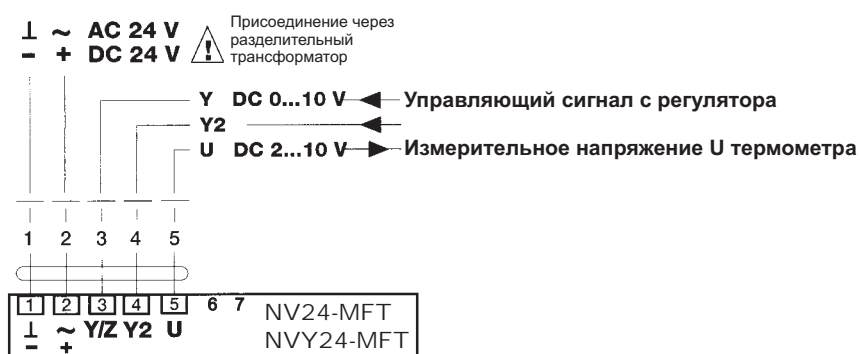 ⊥ ~ AC 24 V
– + DC 24 V
Присоединение через
разделительный
трансформатор
Y DC 0...10 V Управляющий сигнал с регулятора
Y2
U DC 2...10 V Измерительное напряжение U термометра
1 2 3 4 5
1 2 3 4 5 6 7 NV24-MFT
⊥ ~ Y/Z Y2 U NVY24-MFT
– +